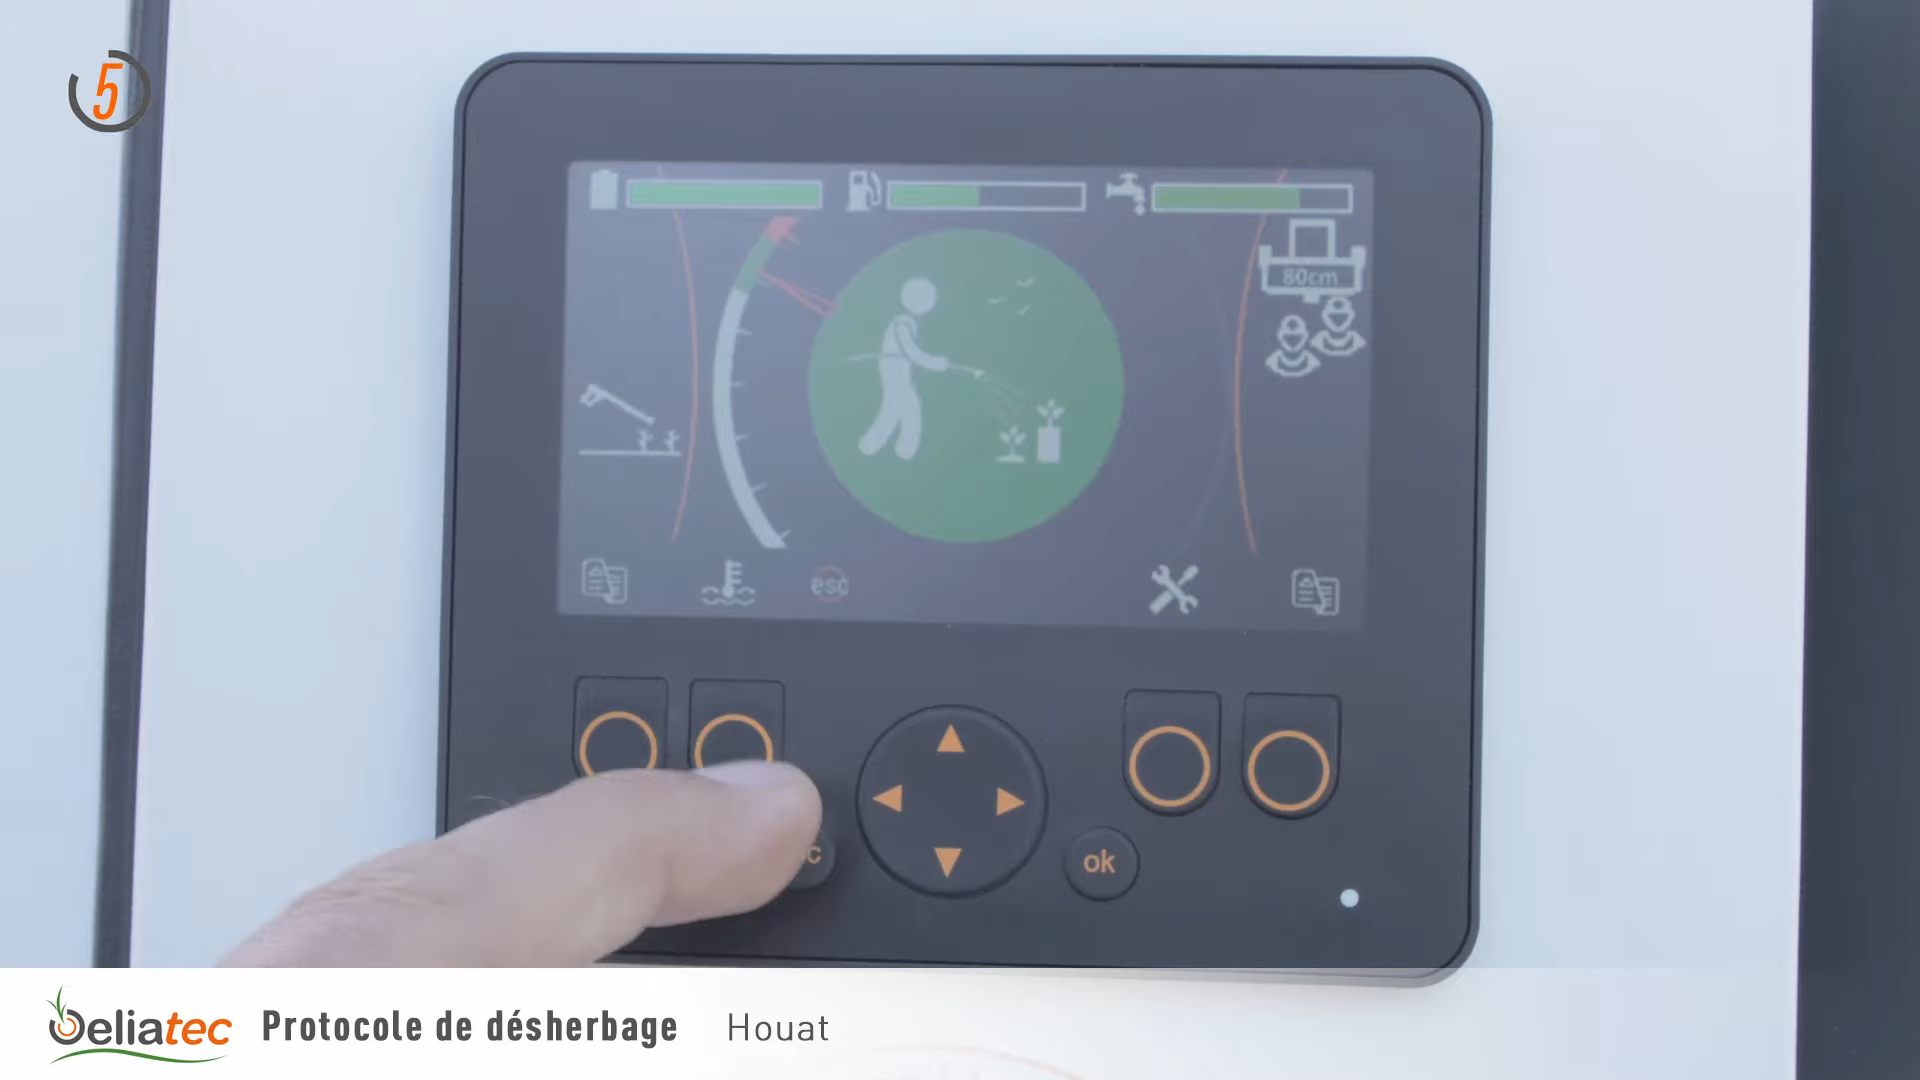 5
80cm
esc
c
ok
Oeliatec
Protocole de désherbage Houat